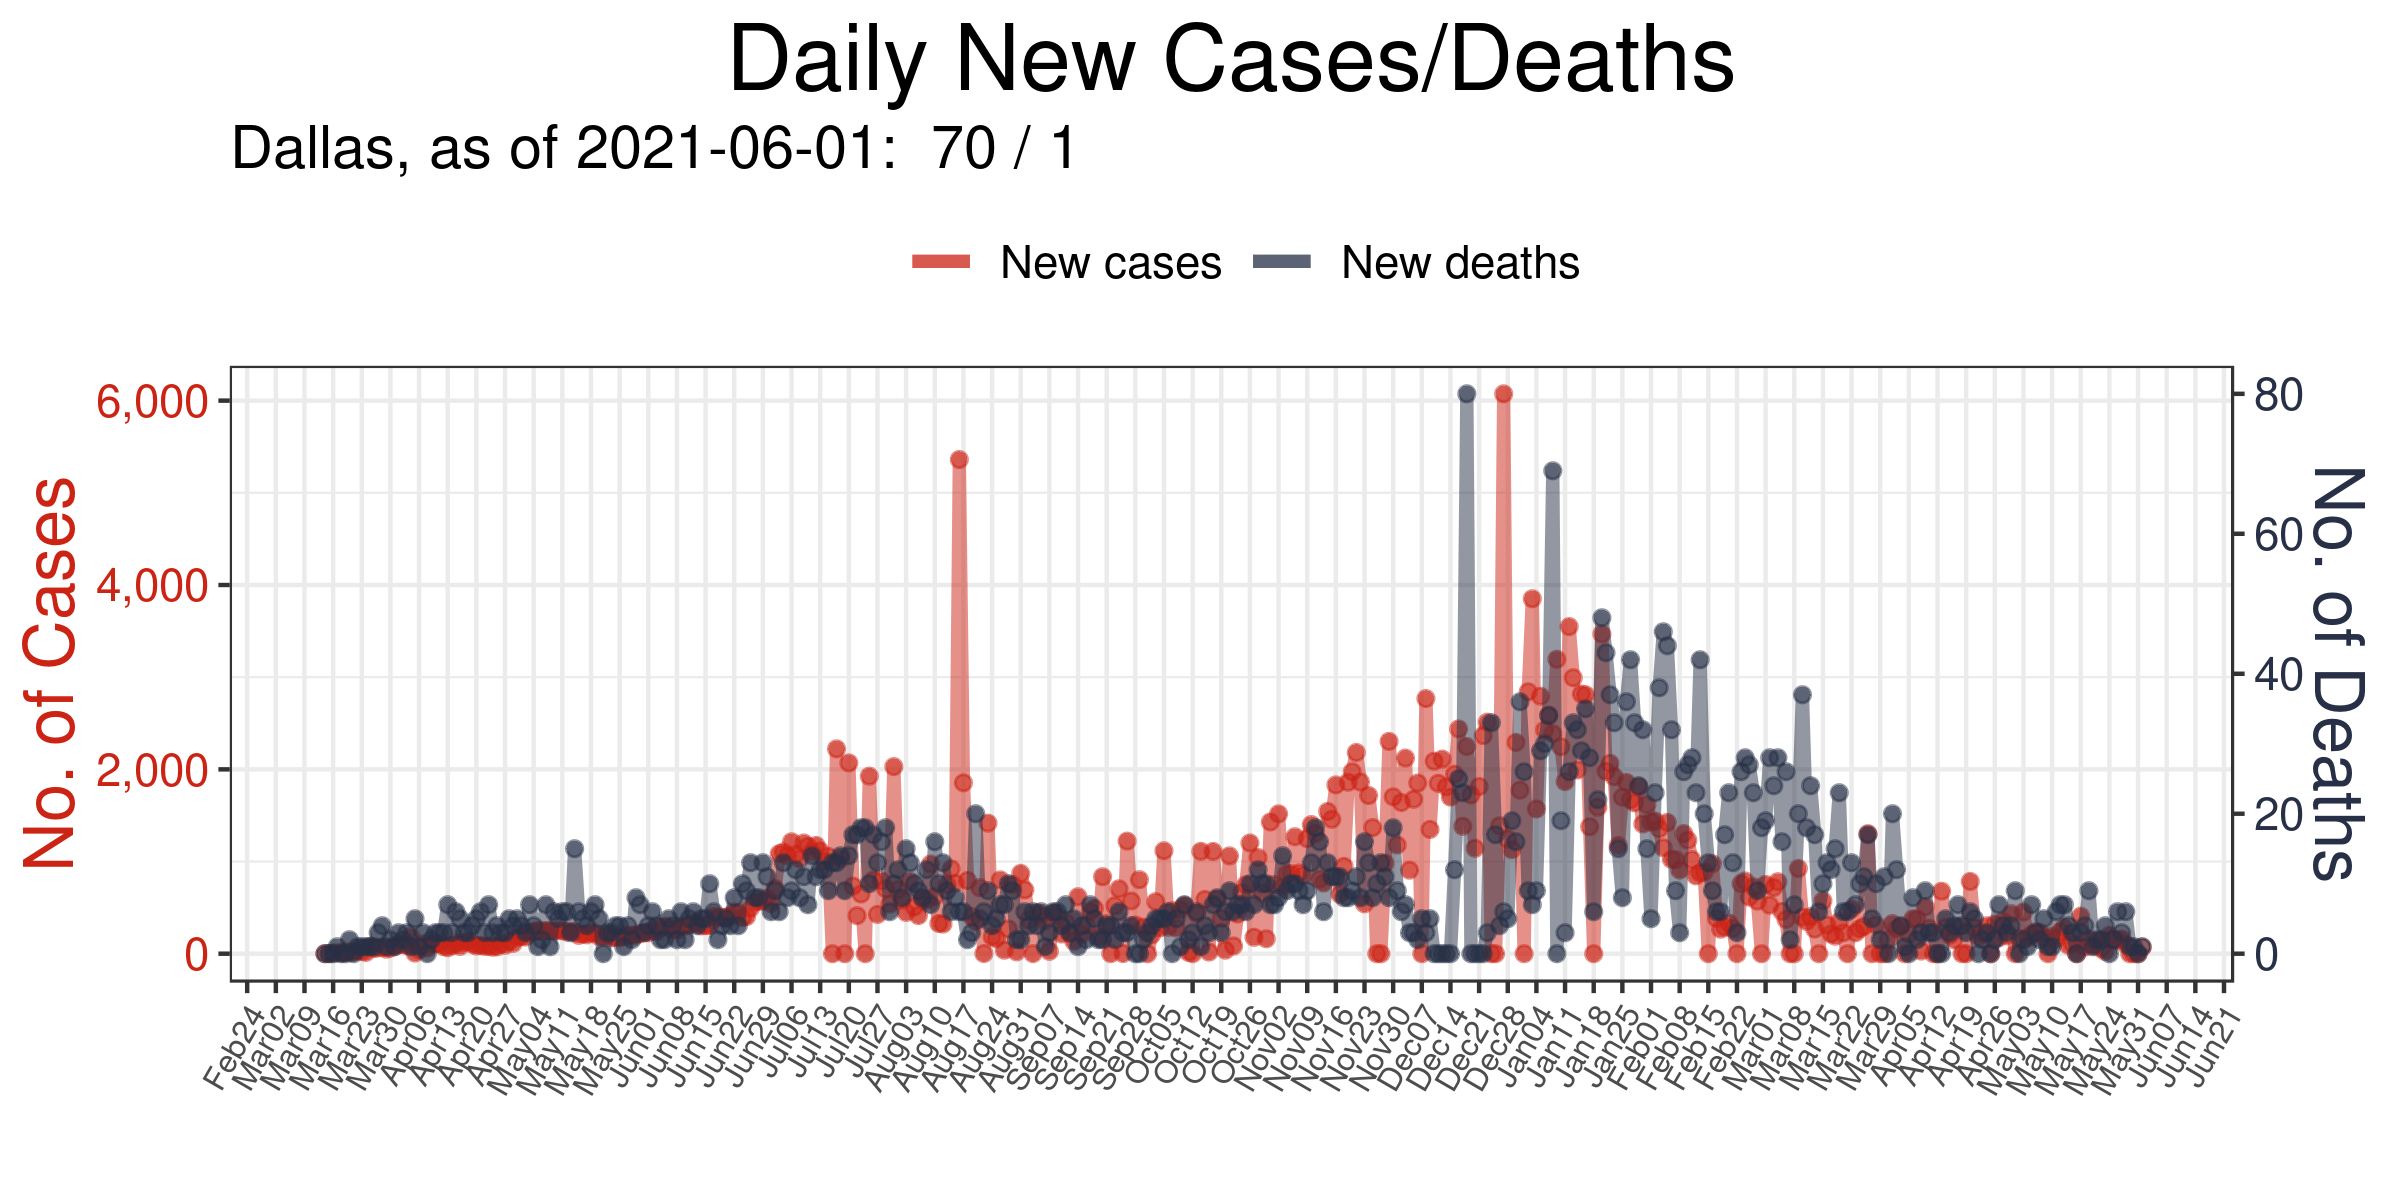 Daily New Cases/Deaths
Dallas, as of 2021-06-01:  70 / 1
New cases
New deaths
No. of Cases
6,000
4,000
2,000
0
80
60
40
20
0
No. of Deaths
Feb24
Mar02
Mar09
Mar16
Mar23
Mar30
Apr06
Apr13
Apr20
Apr27
May04
May11
May18
May25
Jun01
Jun08
Jun15
Jun22
Jun29
Jul06
Jul13
Jul20
Jul27
Aug03
Aug10
Aug17
Aug24
Aug31
Sep07
Sep14
Sep21
Sep28
Oct05
Oct12
Oct19
Oct26
Nov02
Nov09
Nov16
Nov23
Nov30
Dec07
Dec14
Dec21
Dec28
Jan04
Jan11
Jan18
Jan25
Feb01
Feb08
Feb15
Feb22
Mar01
Mar08
Mar15
Mar22
Mar29
Apr05
Apr12
Apr19
Apr26
May03
May10
May17
May24
May31
Jun07
Jun14
Jun21